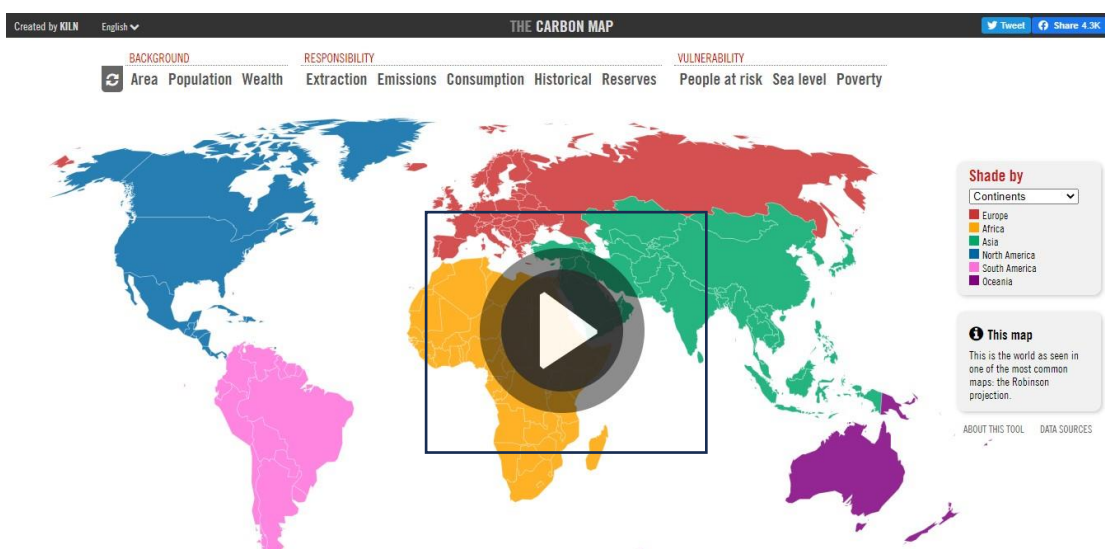 Created by KILN English THE CARBON MAP Tweet Share 4.3K
BACKGROUND RESPONSIBILITY VULNERABILITY
Area Population Wealth Extraction Emissions Consumption Historical Reserves People at risk Sea level Poverty
Shade by
Continents
Europe
Africa
Asia
North America
South America
Oceania
This map
This is the world as seen in
one of the most common
maps: the Robinson
projection.
ABOUT THIS TOOL DATA SOURCES